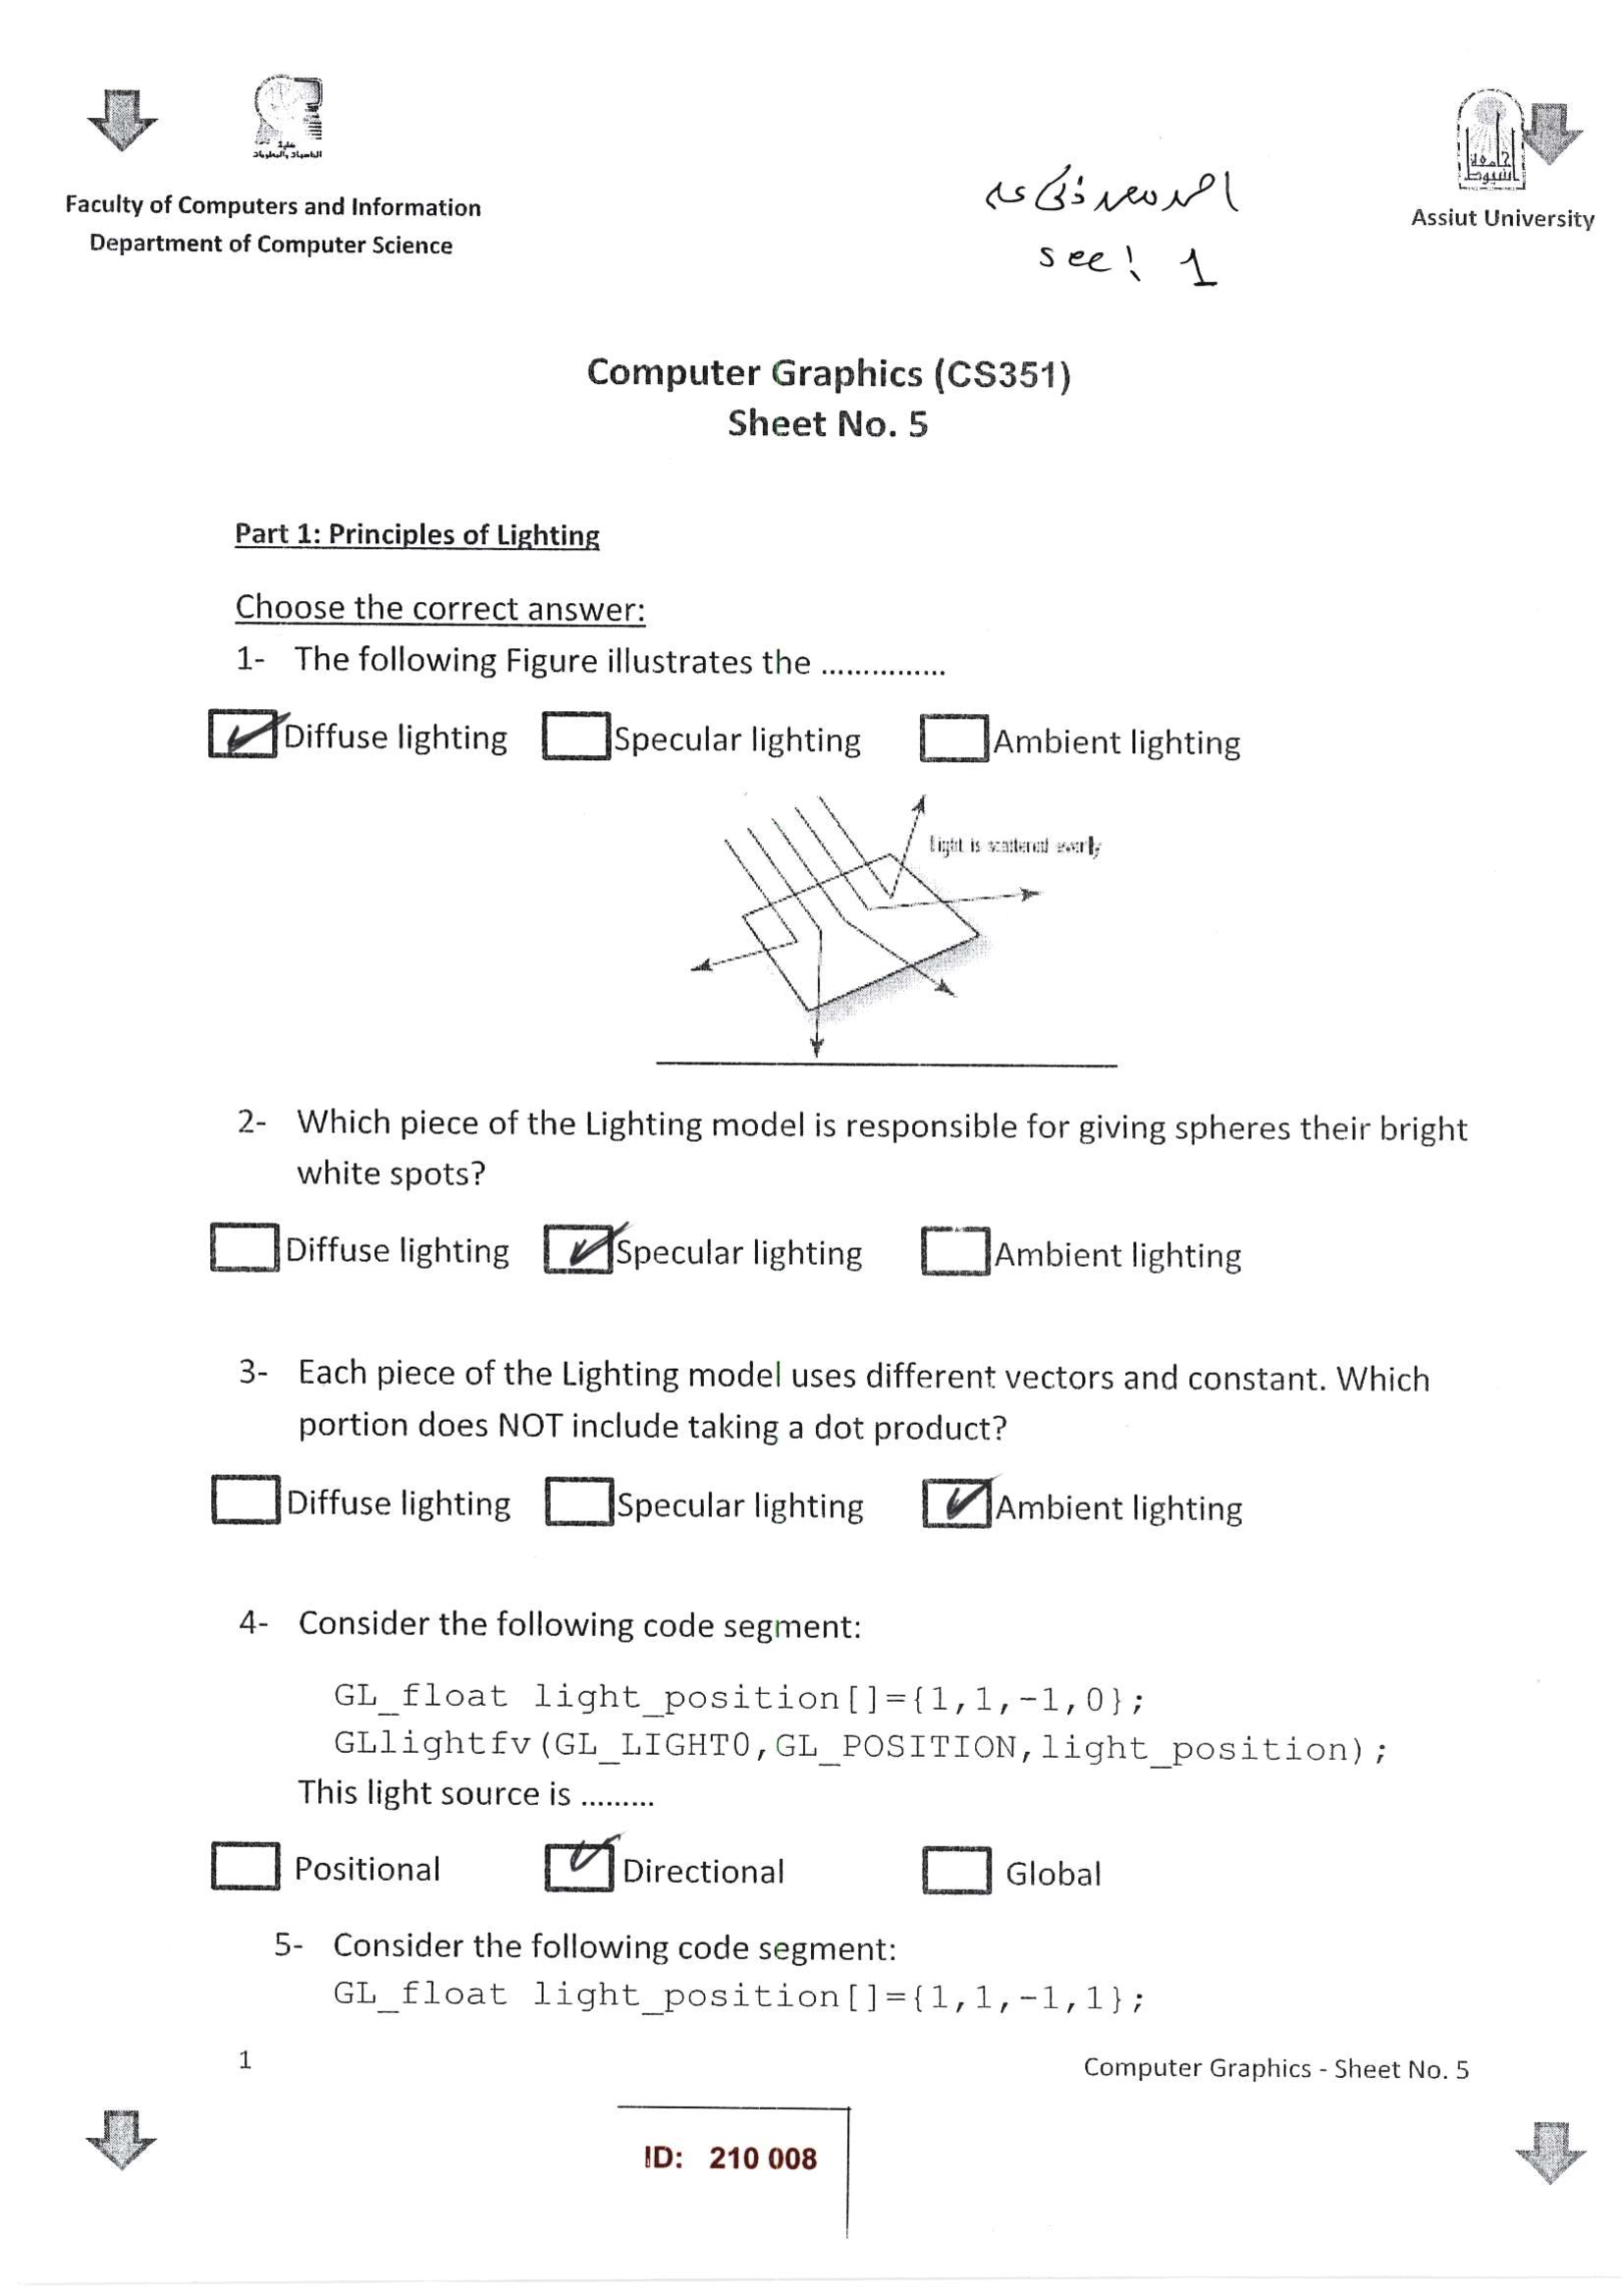 كلية
الحاسبات والمعلومات
جامعة
أسيوط
Faculty of Computers and Information
Department of Computer Science
Assiut University
احمد سعد زكى
see! 1
Computer Graphics (CS351)
Sheet No. 5
Part 1: Principles of Lighting
Choose the correct answer:
1- The following Figure illustrates the ...............
Diffuse lighting Specular lighting Ambient lighting
Light is scattered evenly
2- Which piece of the Lighting model is responsible for giving spheres their bright
white spots?
Diffuse lighting Specular lighting Ambient lighting
3- Each piece of the Lighting model uses different vectors and constant. Which
portion does NOT include taking a dot product?
Diffuse lighting Specular lighting Ambient lighting
4- Consider the following code segment:
GL_float light_position[]={1,1,-1,0};
GLlightfv(GL_LIGHT0,GL_POSITION,light_position);
This light source is .........
Positional Directional Global
5- Consider the following code segment:
GL_float light_position[]={1,1,-1,1};
1
Computer Graphics - Sheet No. 5
ID: 210 008